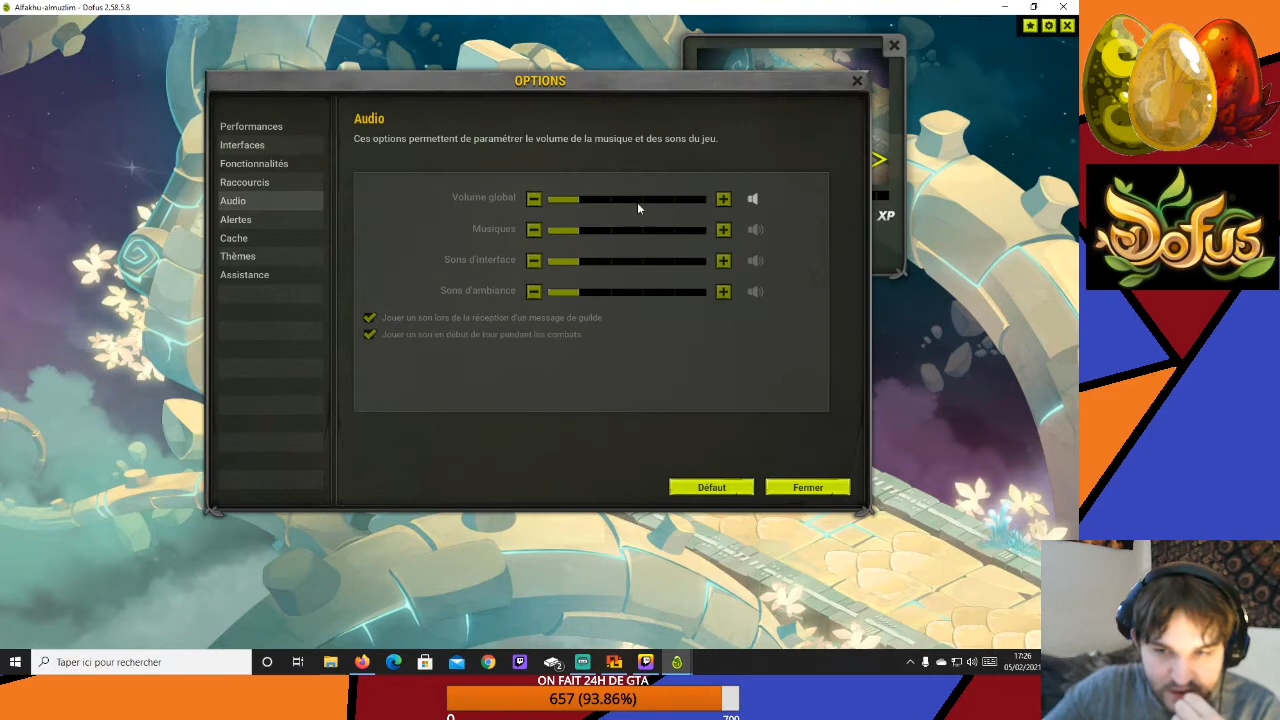 Alfakhu-almuzlim - Dofus 2.58.5.8
OPTIONS
Performances
Interfaces
Fonctionnalités
Raccourcis
Audio
Alertes
Cache
Thèmes
Assistance
Audio
Ces options permettent de paramétrer le volume de la musique et des sons du jeu.
Volume global
Musiques
Sons d'interface
Sons d'ambiance
Jouer un son lors de la réception d'un message de guilde
Jouer un son en début de tour pendant les combats
Défaut
Fermer
XP
DOFUS
Taper ici pour rechercher
2
17:26
05/02/2021
ON FAIT 24H DE GTA
657 (93.86%)
0
700